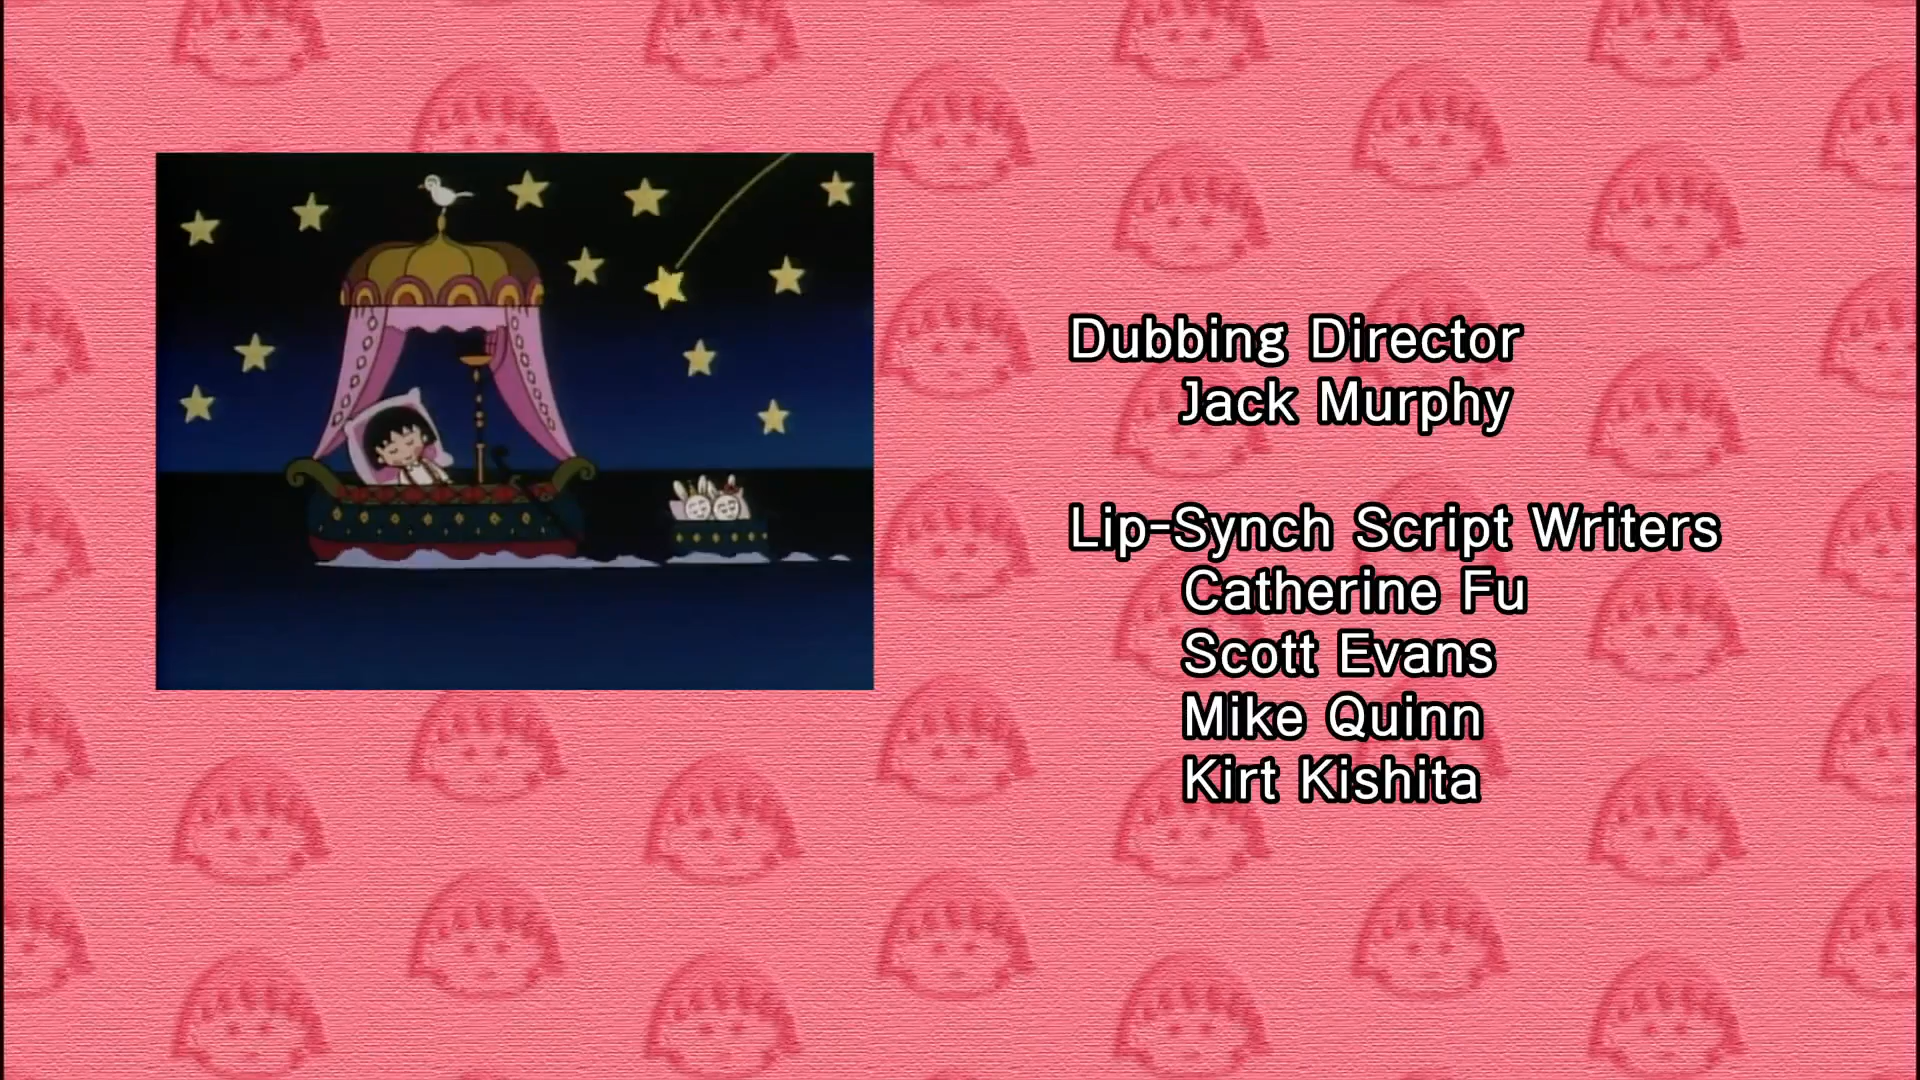 Dubbing Director
Jack Murphy
Lip-Synch Script Writers
Catherine Fu
Scott Evans
Mike Quinn
Kirt Kishita